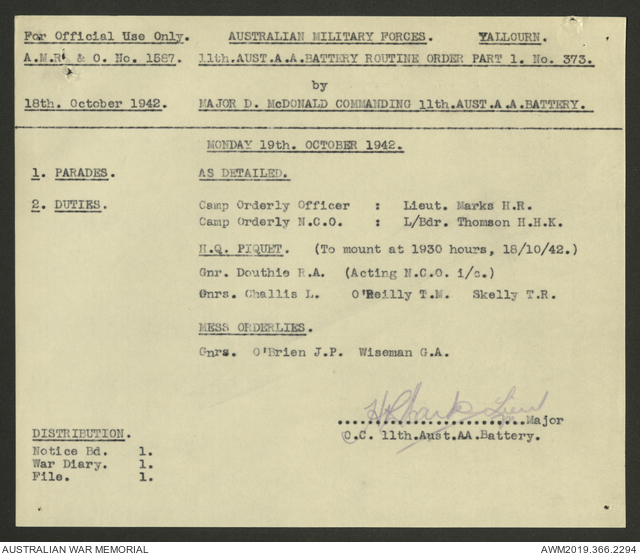 For Official Use Only. AUSTRALIAN MILITARY FORCES. YALLOURN.
A.M.R. & O. No. 1587. 11th.AUST.A.A.BATTERY ROUTINE ORDER PART 1. No. 373.
by
18th. October 1942. MAJOR D. McDONALD COMMANDING 11th.AUST.A.A.BATTERY.
MONDAY 19th. OCTOBER 1942.
1. PARADES. AS DETAILED.
2. DUTIES. Camp Orderly Officer : Lieut. Marks H.R.
Camp Orderly N.C.O. : L/Bdr. Thomson H.H.K.
H.Q. PIQUET. (To mount at 1930 hours, 18/10/42.)
Gnr. Douthie R.A. (Acting N.C.O. i/c.)
Gnrs. Challis L. O'Reilly T.M. Skelly T.R.
MESS ORDERLIES.
Gnrs. O'Brien J.P. Wiseman G.A.
HRMarks Lieut
........................Major
O.C. 11th.Aust.AA.Battery.
DISTRIBUTION.
Notice Bd. 1.
War Diary. 1.
File. 1.
AUSTRALIAN WAR MEMORIAL AWM2019.366.2294